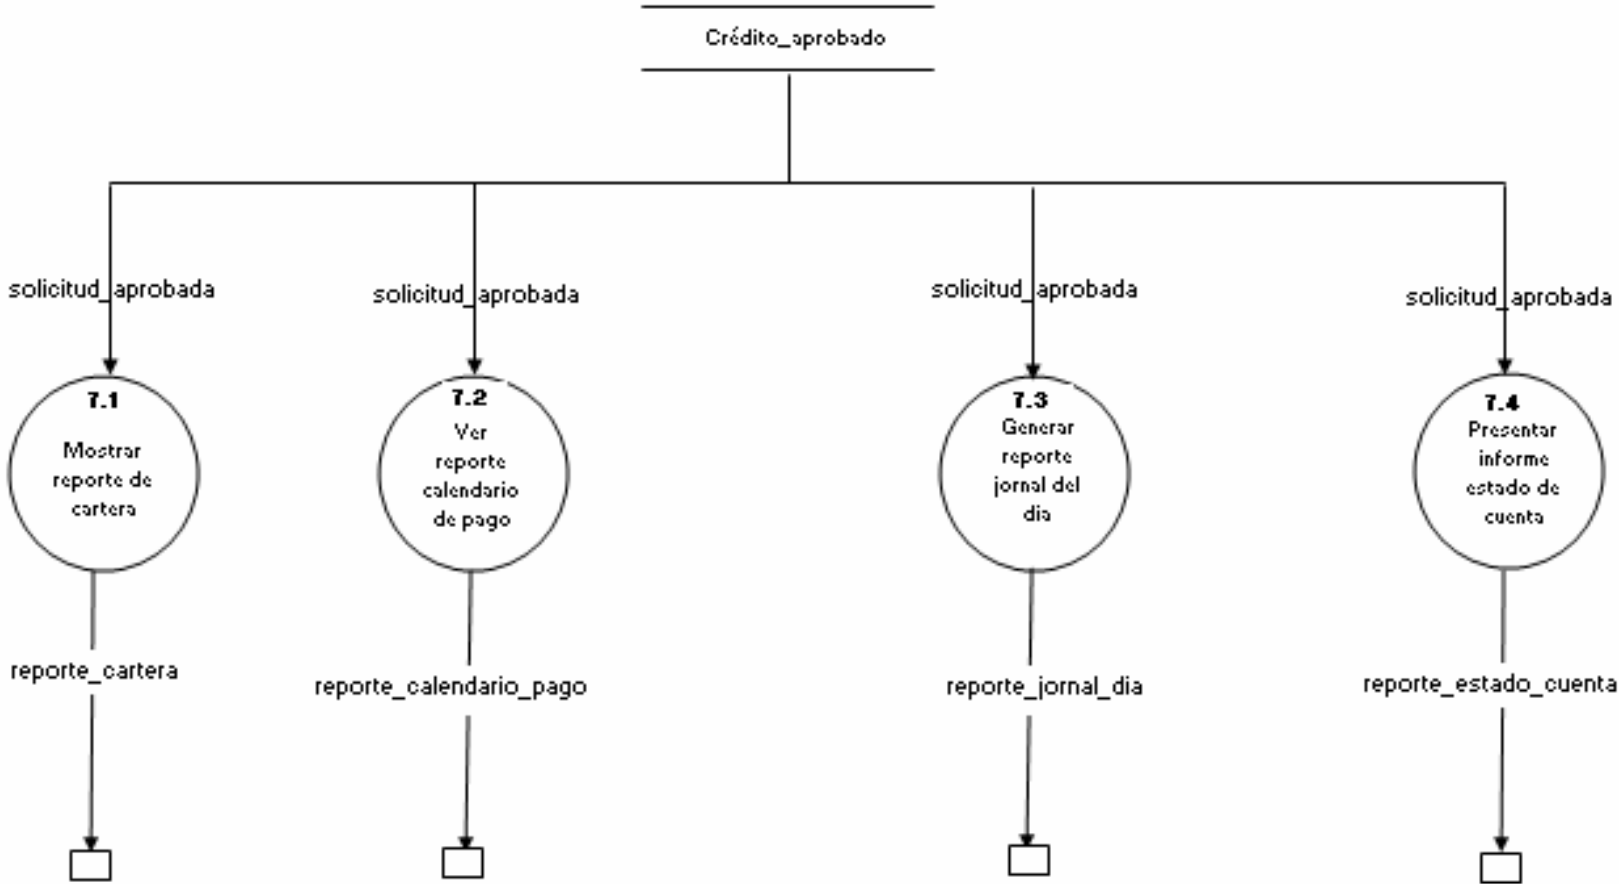 Crédito_aprobado
solicitud_aprobada
solicitud_aprobada
solicitud_aprobada
solicitud_aprobada
7.1
Mostrar
reporte de
cartera
7.2
Ver
reporte
calendario
de pago
7.3
Generar
reporte
jornal del
dia
7.4
Presentar
informe
estado de
cuenta
reporte_cartera
reporte_calendario_pago
reporte_jornal_dia
reporte_estado_cuenta